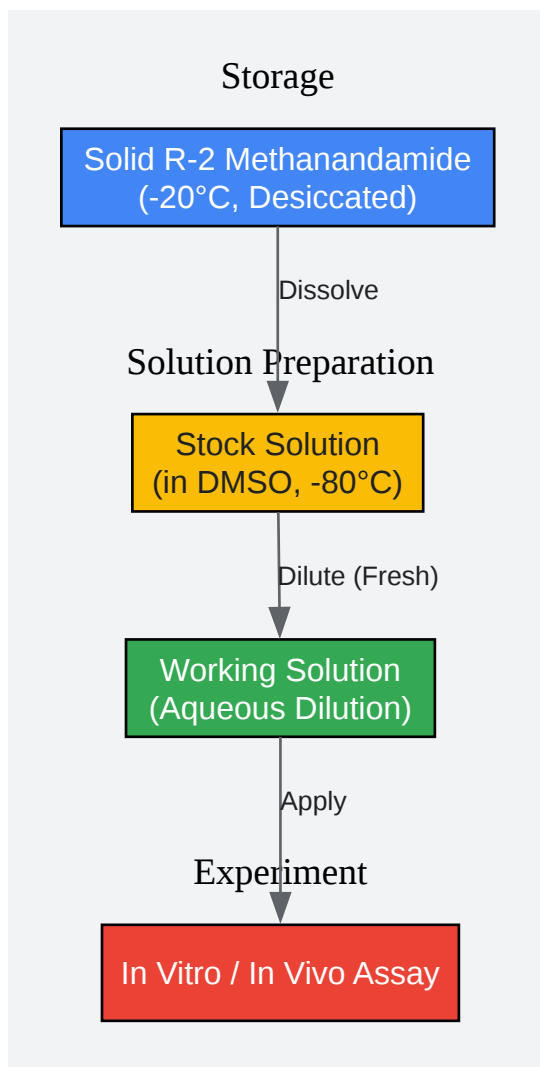 Storage
Solid R-2 Methanandamide
(-20°C, Desiccated)
Dissolve
Solution Preparation
Stock Solution
(in DMSO, -80°C)
Dilute (Fresh)
Working Solution
(Aqueous Dilution)
Apply
Experiment
In Vitro / In Vivo Assay